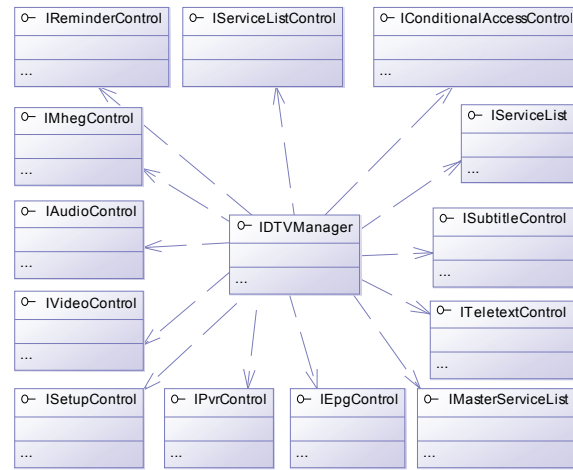 IReminderControl
...
IServiceListControl
...
IConditionalAccessControl
...
IMhegControl
...
IServiceList
...
IAudioControl
...
IDTVManager
...
ISubtitleControl
...
IVideoControl
...
ITeletextControl
...
ISetupControl
...
IPvrControl
...
IEpgControl
...
IMasterServiceList
...